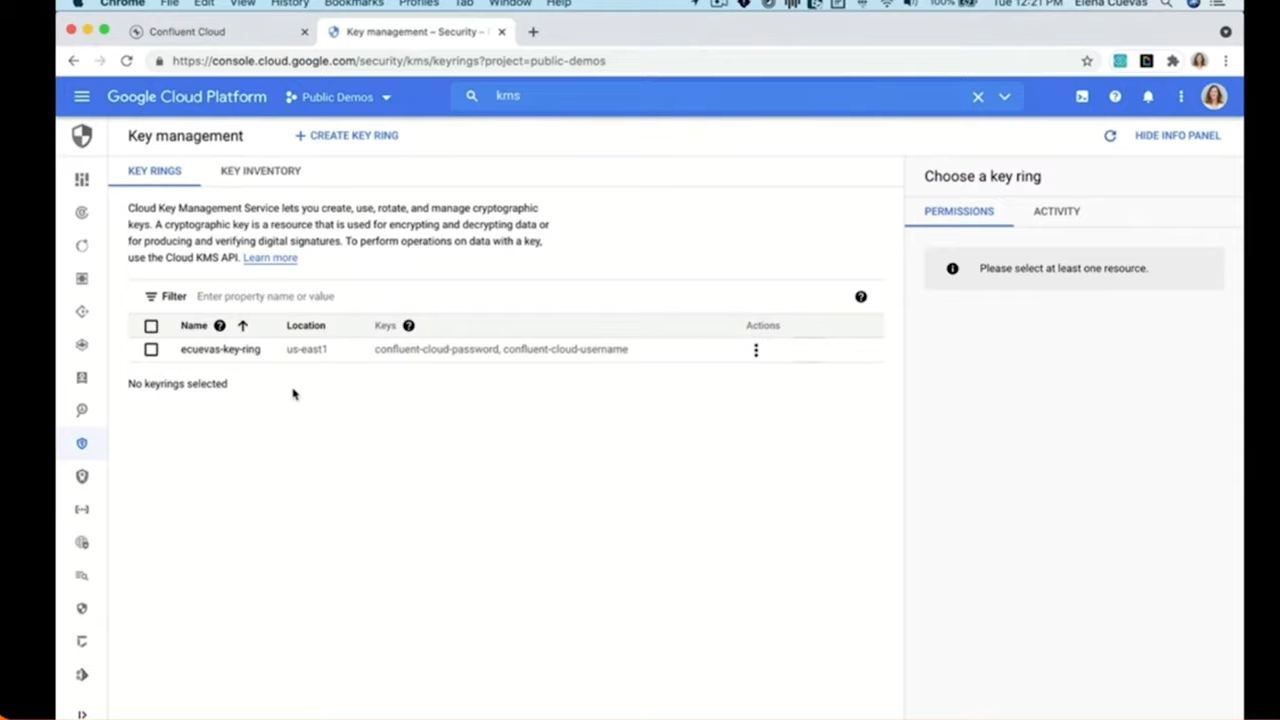 Chrome File Edit View History Bookmarks Profiles Tab Window Help 100% Tue 12:21 PM Elena Cuevas
Confluent Cloud Key management – Security –
https://console.cloud.google.com/security/kms/keyrings?project=public-demos
Google Cloud Platform Public Demos kms
Key management + CREATE KEY RING HIDE INFO PANEL
KEY RINGS KEY INVENTORY
Choose a key ring
PERMISSIONS ACTIVITY
Please select at least one resource.
Cloud Key Management Service lets you create, use, rotate, and manage cryptographic
keys. A cryptographic key is a resource that is used for encrypting and decrypting data or
for producing and verifying digital signatures. To perform operations on data with a key,
use the Cloud KMS API. Learn more
Filter Enter property name or value
Name Location Keys Actions
ecuevas-key-ring us-east1 confluent-cloud-password, confluent-cloud-username
No keyrings selected